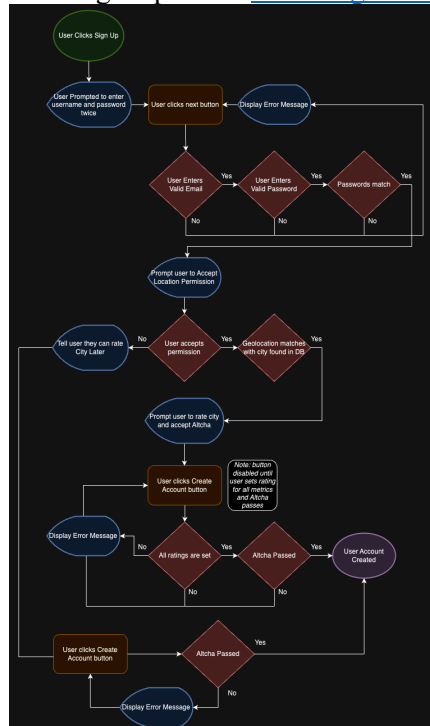 User Clicks Sign Up
User Prompted to enter
username and password
twice
User clicks next button
Display Error Message
User Enters
Valid Email
Yes
User Enters
Valid Password
Yes
Passwords match
Yes
No
No
No
Prompt user to Accept
Location Permission
Tell user they can rate
City Later
No
User accepts
permission
Yes
Geolocation matches
with city found in DB
Yes
Prompt user to rate city
and accept Altcha
User clicks Create
Account button
Note: button
disabled until
user sets rating
for all metrics
and Altcha
passes
Display Error Message
No
All ratings are set
Yes
Altcha Passed
Yes
User Account
Created
No
No
User clicks Create
Account button
Altcha Passed
Yes
No
Display Error Message